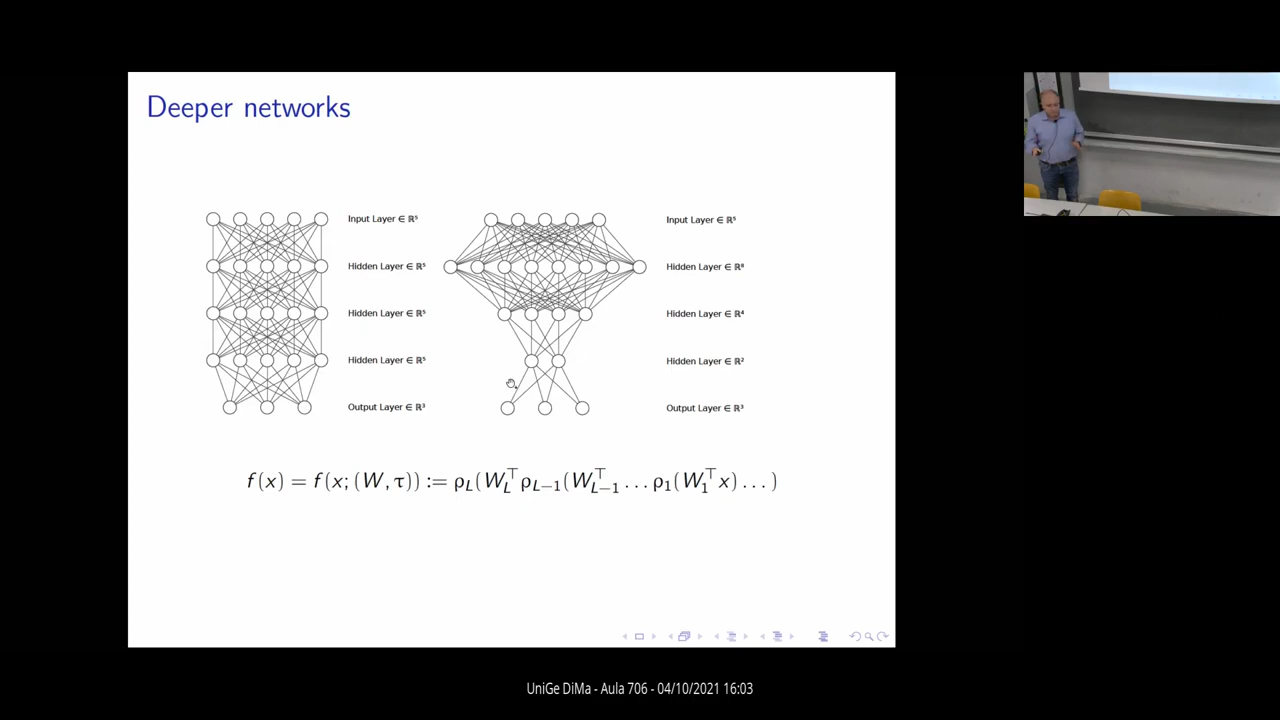 Deeper networks
Input Layer ∈ ℝ⁵
Hidden Layer ∈ ℝ⁵
Hidden Layer ∈ ℝ⁵
Hidden Layer ∈ ℝ⁵
Output Layer ∈ ℝ³
Input Layer ∈ ℝ⁵
Hidden Layer ∈ ℝ⁸
Hidden Layer ∈ ℝ⁴
Hidden Layer ∈ ℝ²
Output Layer ∈ ℝ³
f(x) = f(x; (W, τ)) := ρ_L(W_L^⊤ ρ_{L−1}(W_{L−1}^⊤ … ρ_1(W_1^⊤ x) … )
UniGe DiMa - Aula 706 - 04/10/2021 16:03